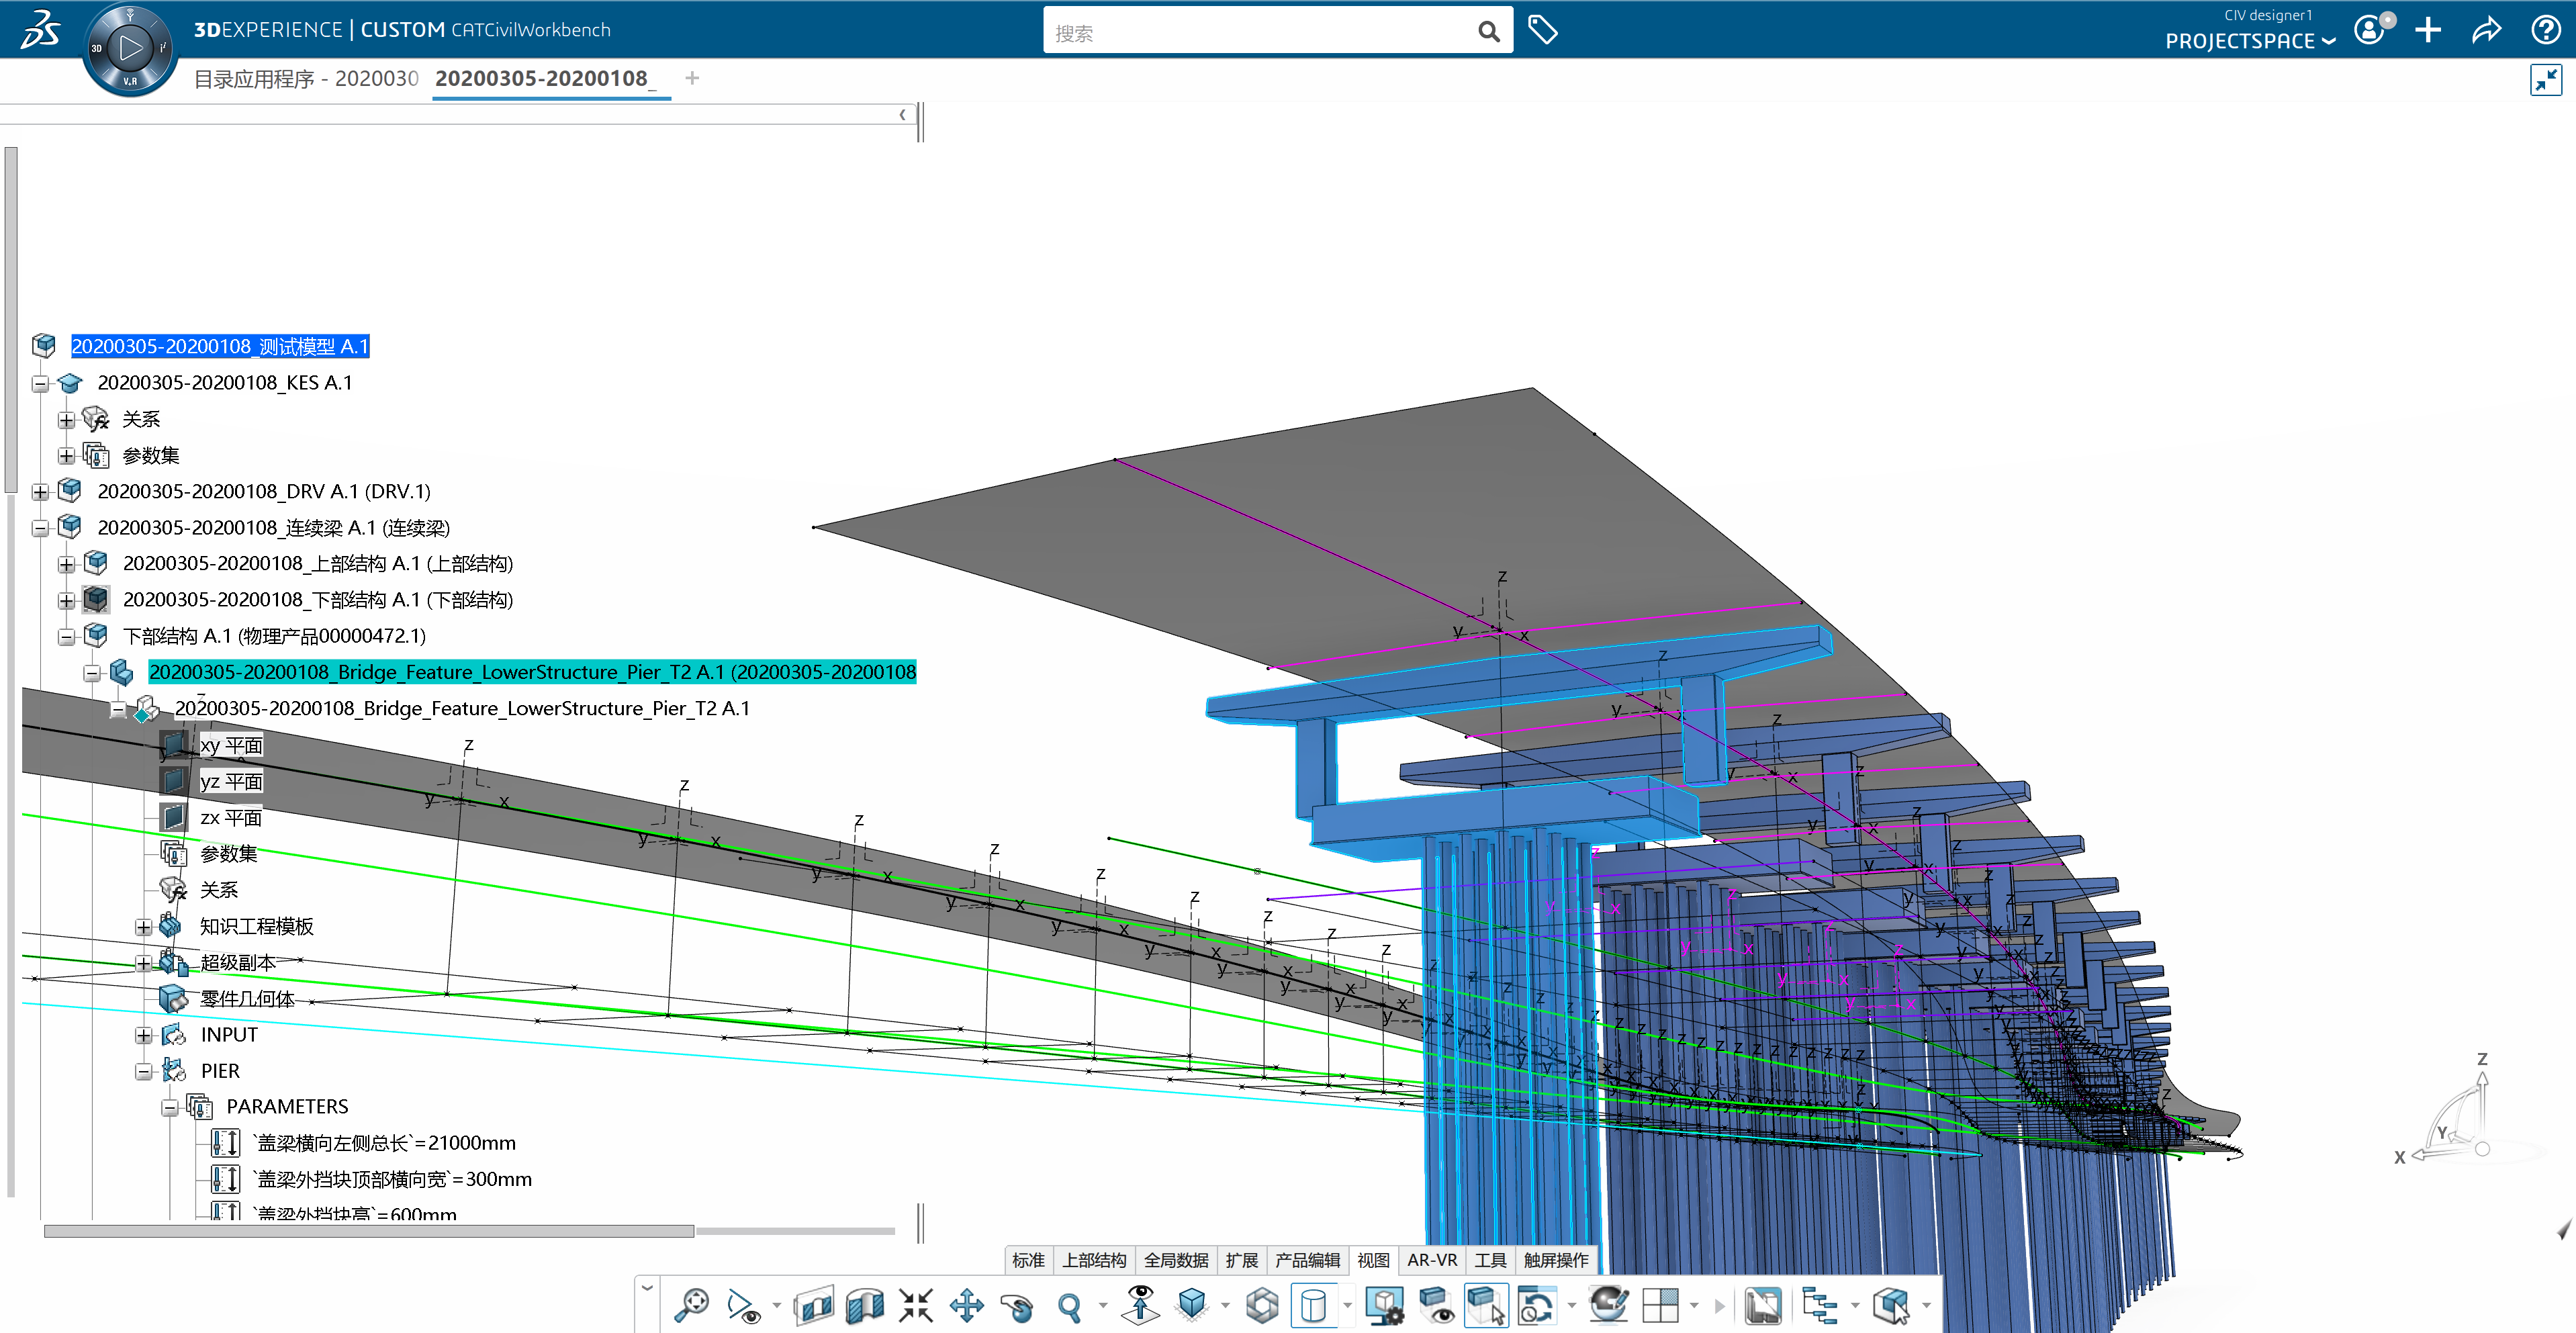 3DEXPERIENCE | CUSTOM CATCivilWorkbench
搜索
CIV designer1
PROJECTSPACE
3D
V.R
目录应用程序 - 2020030
20200305-20200108_
20200305-20200108_测试模型 A.1
20200305-20200108_KES A.1
关系
参数集
20200305-20200108_DRV A.1 (DRV.1)
20200305-20200108_连续梁 A.1 (连续梁)
20200305-20200108_上部结构 A.1 (上部结构)
20200305-20200108_下部结构 A.1 (下部结构)
下部结构 A.1 (物理产品00000472.1)
20200305-20200108_Bridge_Feature_LowerStructure_Pier_T2 A.1 (20200305-20200108
20200305-20200108_Bridge_Feature_LowerStructure_Pier_T2 A.1
xy 平面
yz 平面
zx 平面
参数集
关系
知识工程模板
超级副本
零件几何体
INPUT
PIER
PARAMETERS
`盖梁横向左侧总长`=21000mm
`盖梁外挡块顶部横向宽`=300mm
`盖梁外挡块高`=600mm
Z
Y
X
标准 上部结构 全局数据 扩展 产品编辑 视图 AR-VR 工具 触屏操作